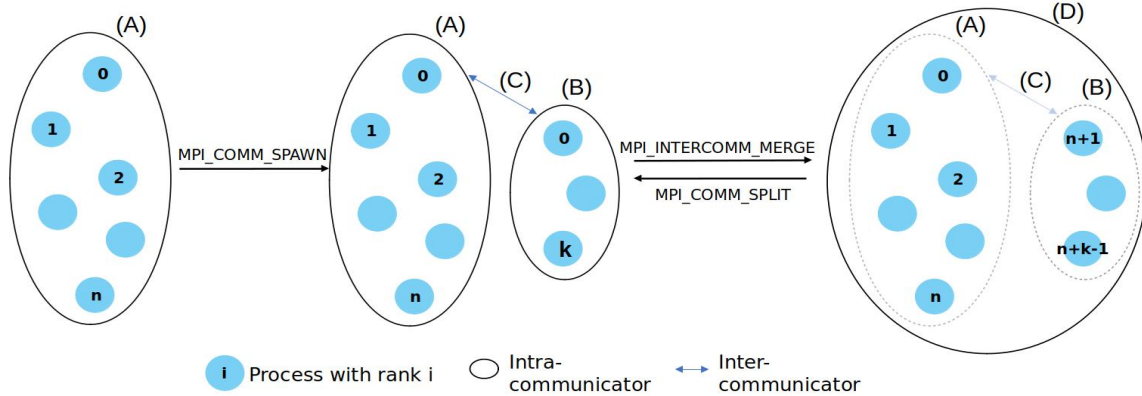 (A)
0
1
2
n
MPI_COMM_SPAWN
(A)
0
1
2
n
(C)
(B)
0
k
MPI_INTERCOMM_MERGE
MPI_COMM_SPLIT
(D)
(A)
0
1
2
n
(C)
(B)
n+1
n+k-1
i Process with rank i
Intra-
communicator
Inter-
communicator